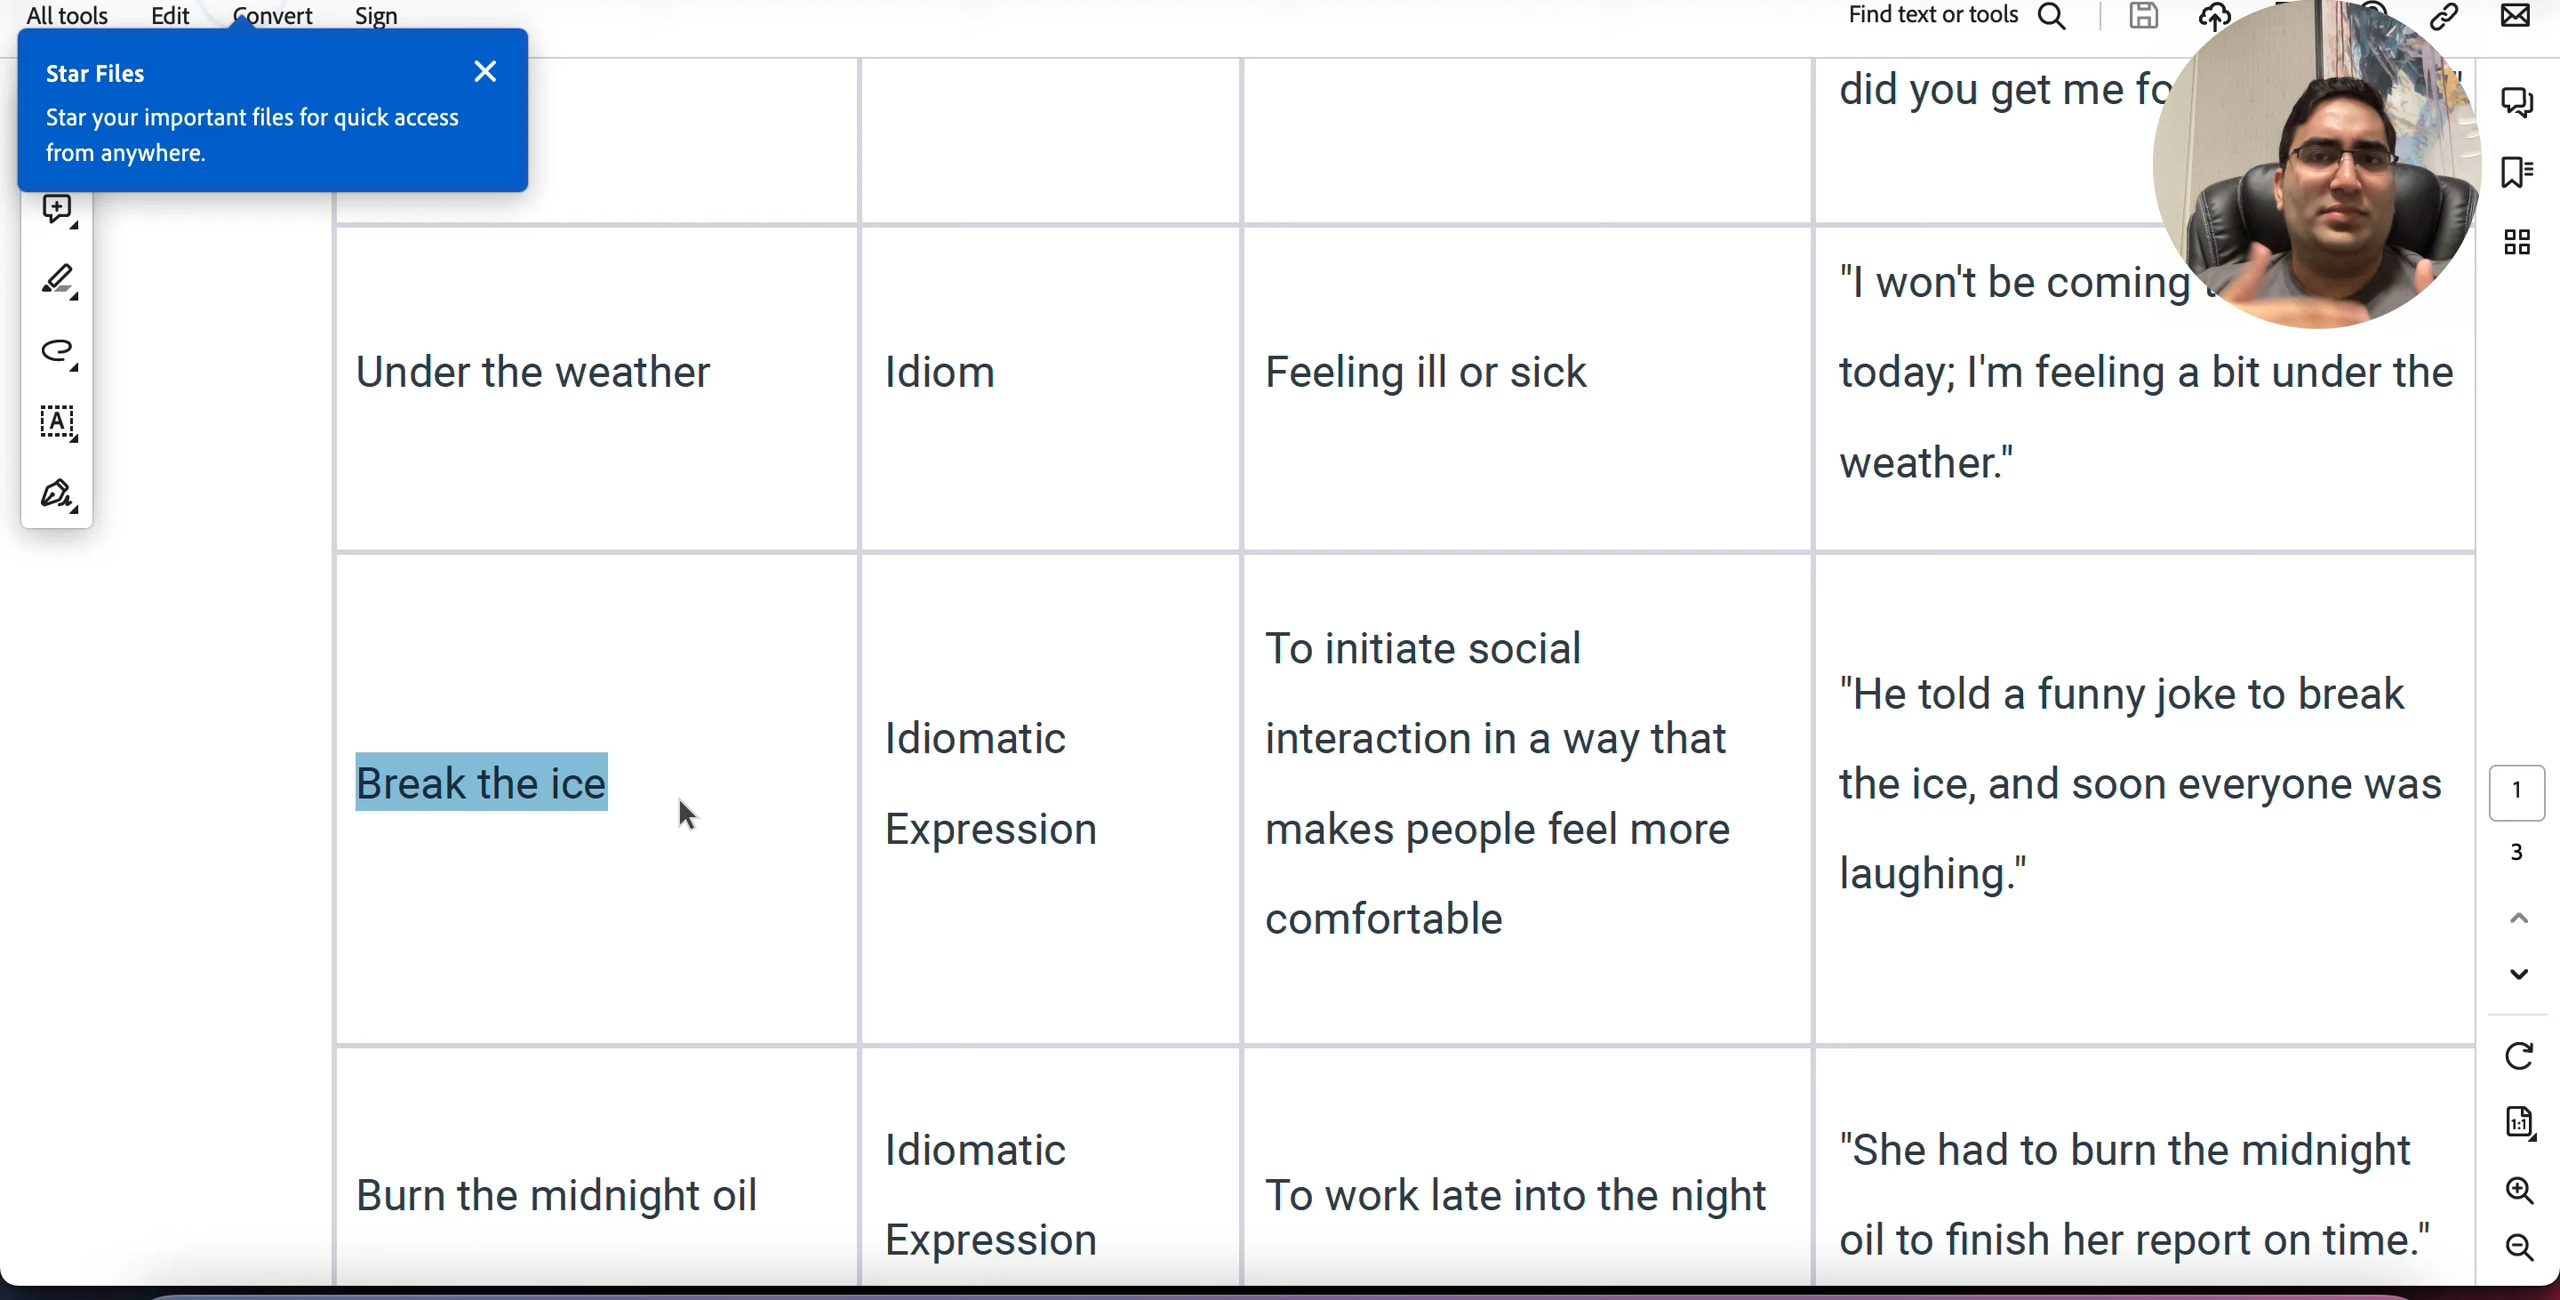 All tools Edit Convert Sign Find text or tools
Star Files
Star your important files for quick access
from anywhere.
did you get me
"I won't be coming
Under the weather Idiom Feeling ill or sick today; I'm feeling a bit under the
weather."
To initiate social
"He told a funny joke to break
Idiomatic interaction in a way that
Break the ice the ice, and soon everyone was
Expression makes people feel more
laughing."
comfortable
Idiomatic "She had to burn the midnight
Burn the midnight oil To work late into the night
Expression oil to finish her report on time."
1
3
1:1